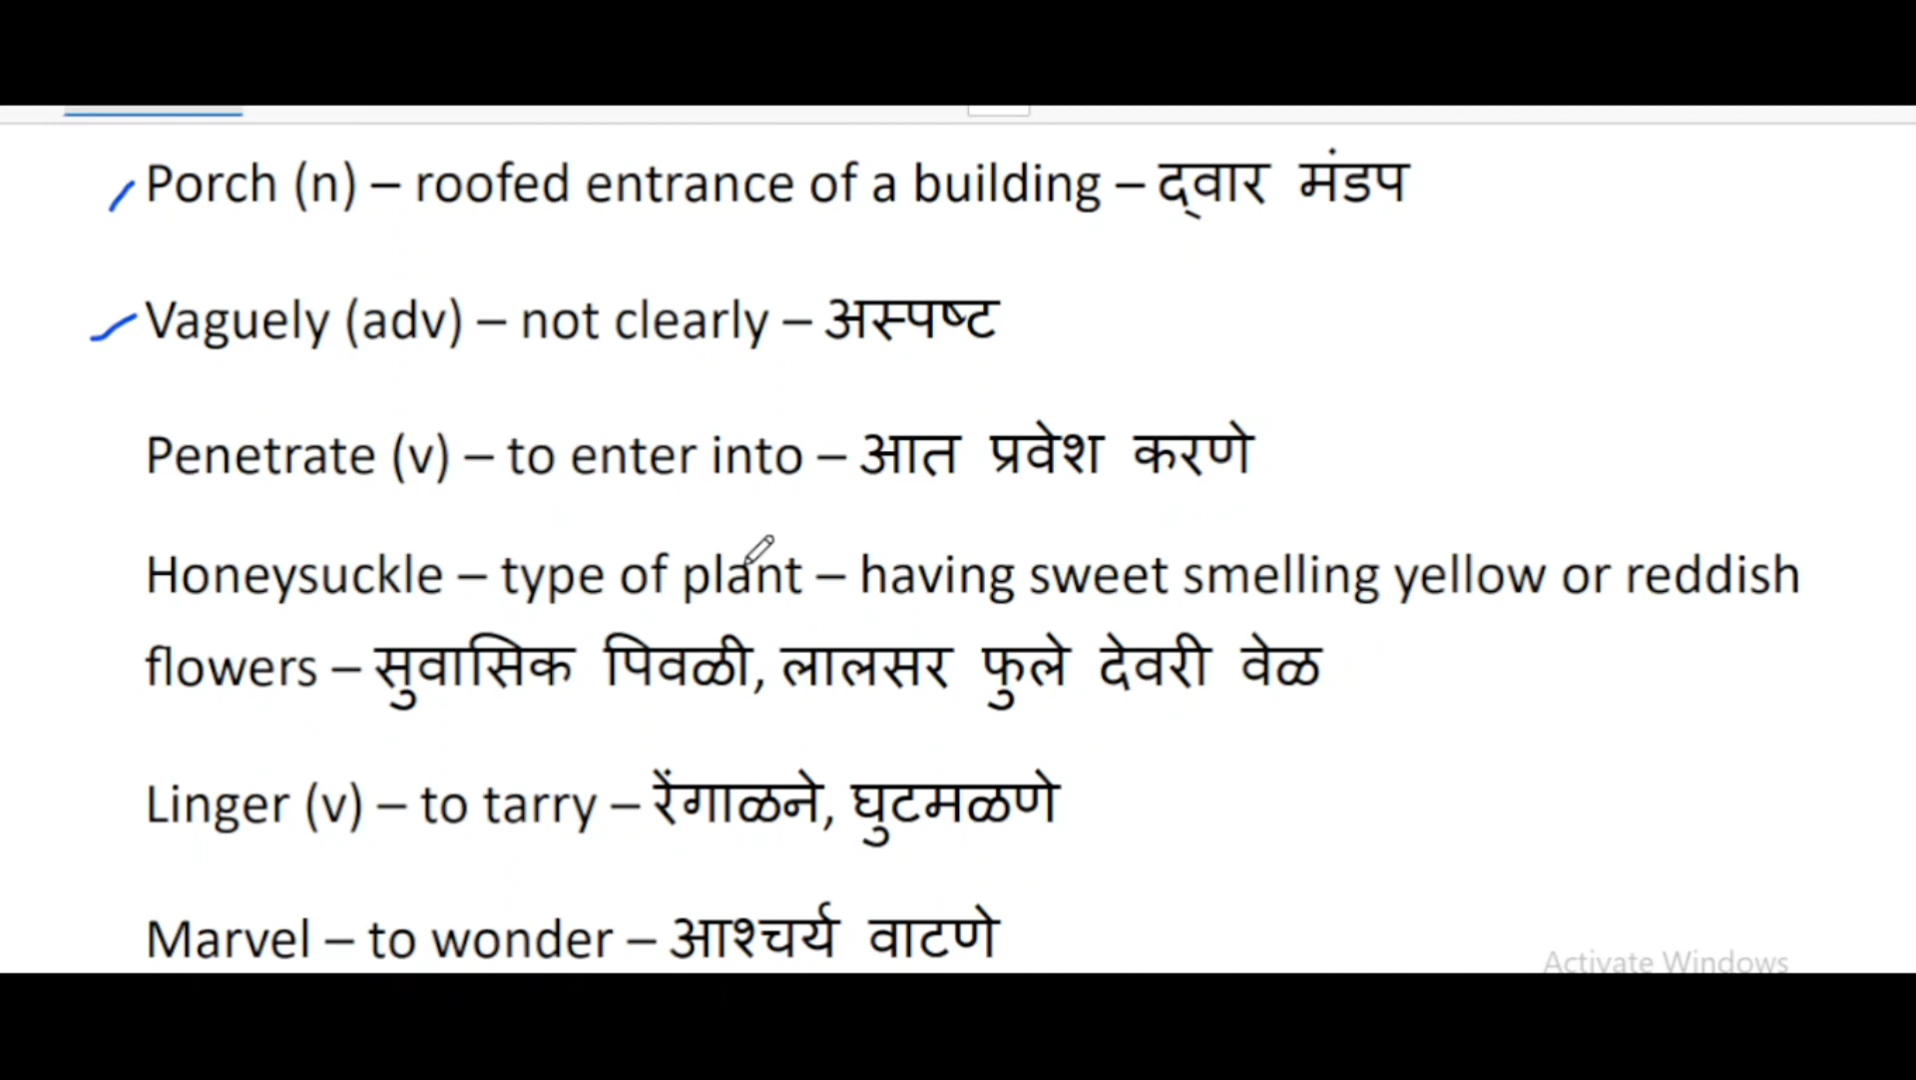 Porch (n) – roofed entrance of a building – द्‌वार मंडप
Vaguely (adv) – not clearly – अस्पष्ट
Penetrate (v) – to enter into – आत प्रवेश करणे
Honeysuckle – type of plant – having sweet smelling yellow or reddish
flowers – सुवासिक पिवळी, लालसर फुले देवरी वेळ
Linger (v) – to tarry – रेंगाळने, घुटमळणे
Marvel – to wonder – आश्चर्य वाटणे
Activate Windows